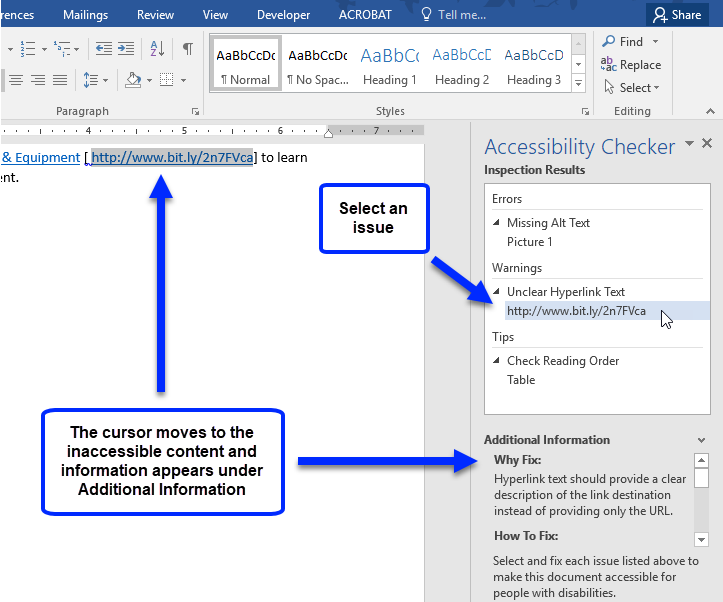 rences Mailings Review View Developer ACROBAT Tell me... Share
AaBbCcDc AaBbCcDc AaBbCc AaBbCcC AaBbCcD
¶ Normal ¶ No Spac... Heading 1 Heading 2 Heading 3
Find
Replace
Select
Paragraph Styles Editing
4 5 6 7
& Equipment [ http://www.bit.ly/2n7FVca] to learn
nt.
Select an
issue
The cursor moves to the
inaccessible content and
information appears under
Additional Information
Accessibility Checker
Inspection Results
Errors
Missing Alt Text
Picture 1
Warnings
Unclear Hyperlink Text
http://www.bit.ly/2n7FVca
Tips
Check Reading Order
Table
Additional Information
Why Fix:
Hyperlink text should provide a clear
description of the link destination
instead of providing only the URL.
How To Fix:
Select and fix each issue listed above to
make this document accessible for
people with disabilities.